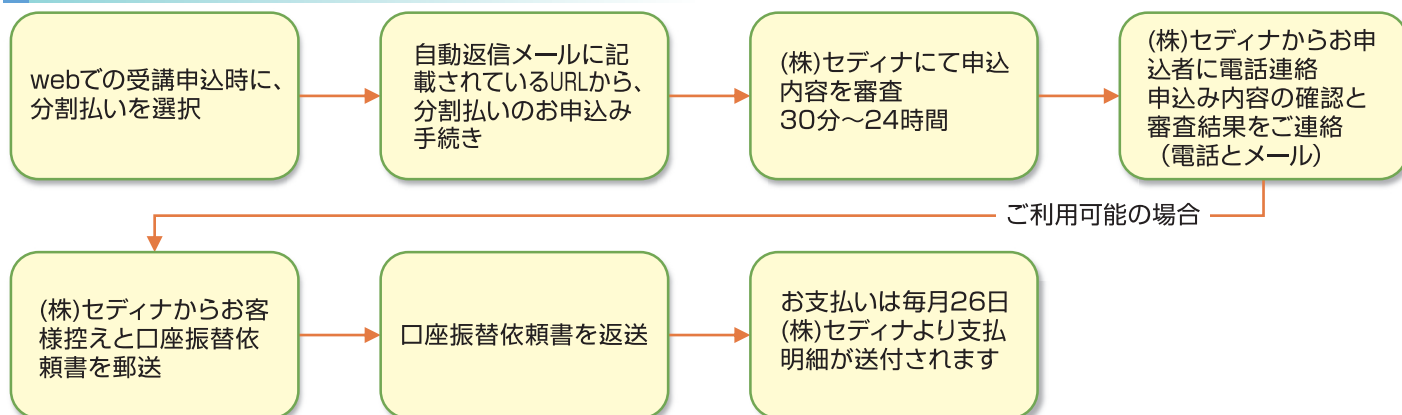 webでの受講申込時に、
分割払いを選択
自動返信メールに記
載されているURLから、
分割払いのお申込み
手続き
(株)セディナにて申込
内容を審査
30分～24時間
(株)セディナからお申
込者に電話連絡
申込み内容の確認と
審査結果をご連絡
（電話とメール）
ご利用可能の場合
(株)セディナからお客
様控えと口座振替依
頼書を郵送
口座振替依頼書を返送
お支払いは毎月26日
(株)セディナより支払
明細が送付されます